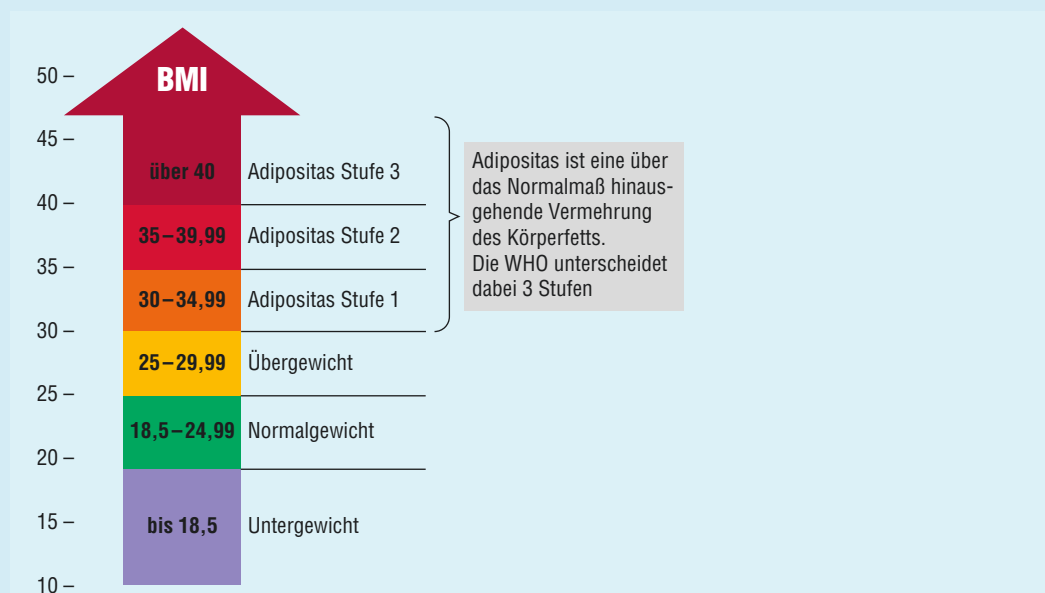 BMI
50 –
45 –
40 –
35 –
30 –
25 –
20 –
15 –
10 –
über 40 Adipositas Stufe 3
35–39,99 Adipositas Stufe 2
30–34,99 Adipositas Stufe 1
25–29,99 Übergewicht
18,5–24,99 Normalgewicht
bis 18,5 Untergewicht
Adipositas ist eine über
das Normalmaß hinaus-
gehende Vermehrung
des Körperfetts.
Die WHO unterscheidet
dabei 3 Stufen